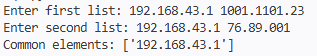 Enter first list: 192.168.43.1 1001.1101.23
Enter second list: 192.168.43.1 76.89.001
Common elements: ['192.168.43.1']